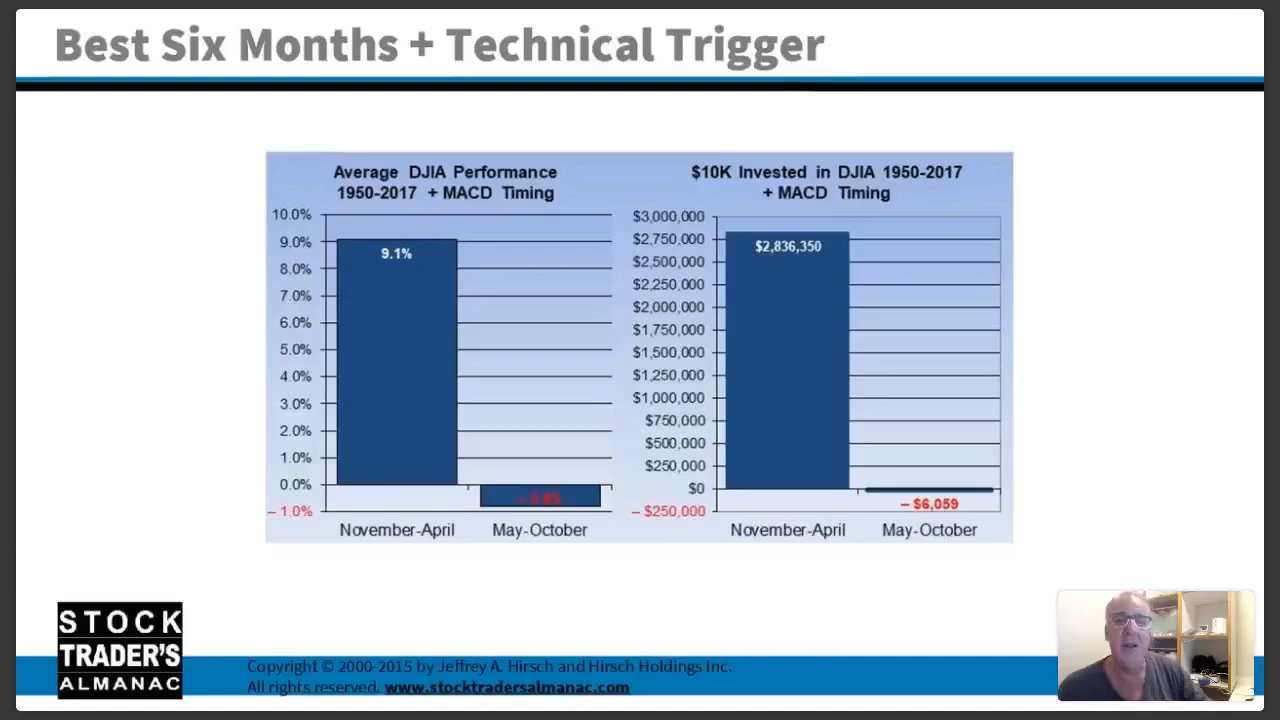 Best Six Months + Technical Trigger
Average DJIA Performance
1950-2017 + MACD Timing
10.0%
9.0%
8.0%
7.0%
6.0%
5.0%
4.0%
3.0%
2.0%
1.0%
0.0%
– 1.0%
9.1%
November-April
May-October
$10K Invested in DJIA 1950-2017
+ MACD Timing
$3,000,000
$2,750,000
$2,500,000
$2,250,000
$2,000,000
$1,750,000
$1,500,000
$1,250,000
$1,000,000
$750,000
$500,000
$250,000
$0
– $250,000
$2,836,350
– $6,059
November-April
May-October
STOCK
TRADER'S
ALMANAC
Copyright © 2000-2015 by Jeffrey A. Hirsch and Hirsch Holdings Inc.
All rights reserved. www.stocktradersalmanac.com